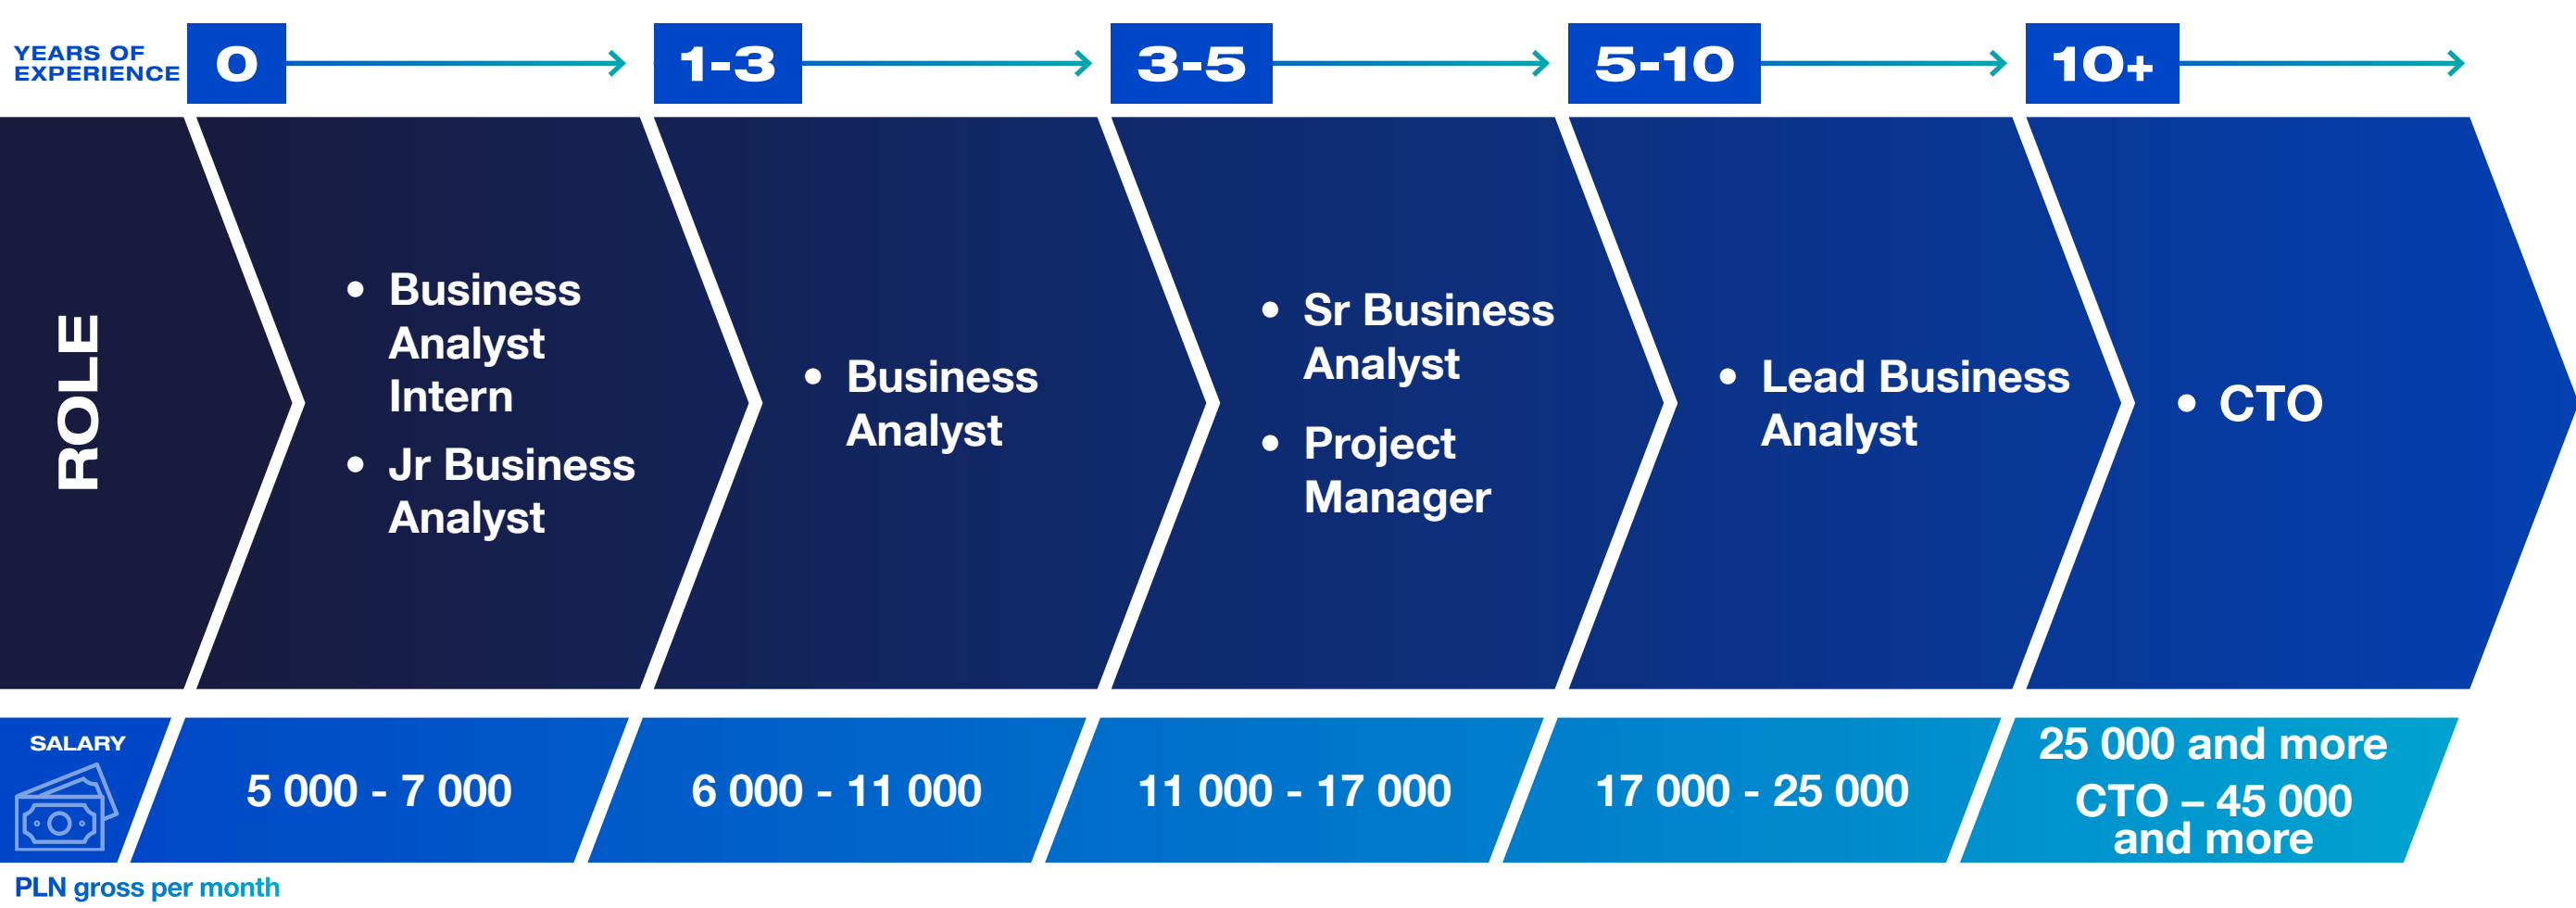 YEARS OF
EXPERIENCE
0
1-3
3-5
5-10
10+
ROLE
• Business
Analyst
Intern
• Jr Business
Analyst
• Business
Analyst
• Sr Business
Analyst
• Project
Manager
• Lead Business
Analyst
• CTO
SALARY
5 000 - 7 000
6 000 - 11 000
11 000 - 17 000
17 000 - 25 000
25 000 and more
CTO – 45 000
and more
PLN gross per month